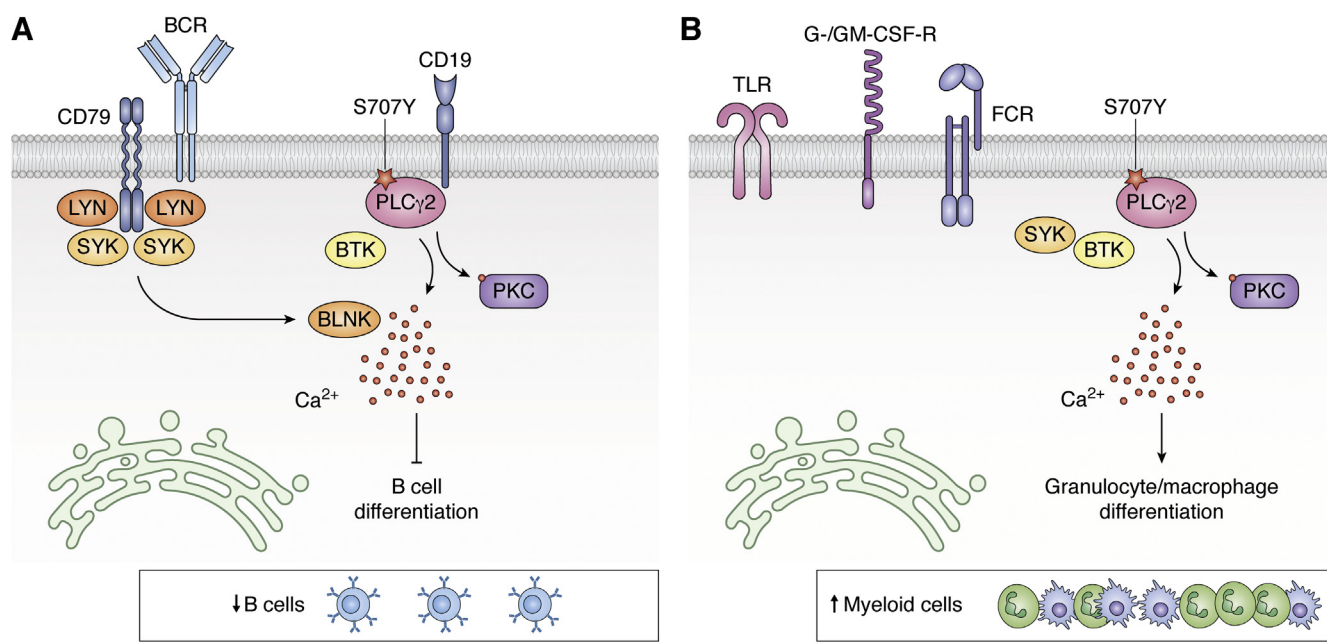 A
BCR
CD19
CD79
S707Y
LYN
LYN
PLCγ2
SYK
SYK
BTK
PKC
BLNK
Ca2+
B cell
differentiation
↓B cells
B
G-/GM-CSF-R
TLR
FCR
S707Y
PLCγ2
SYK
BTK
PKC
Ca2+
Granulocyte/macrophage
differentiation
↑Myeloid cells